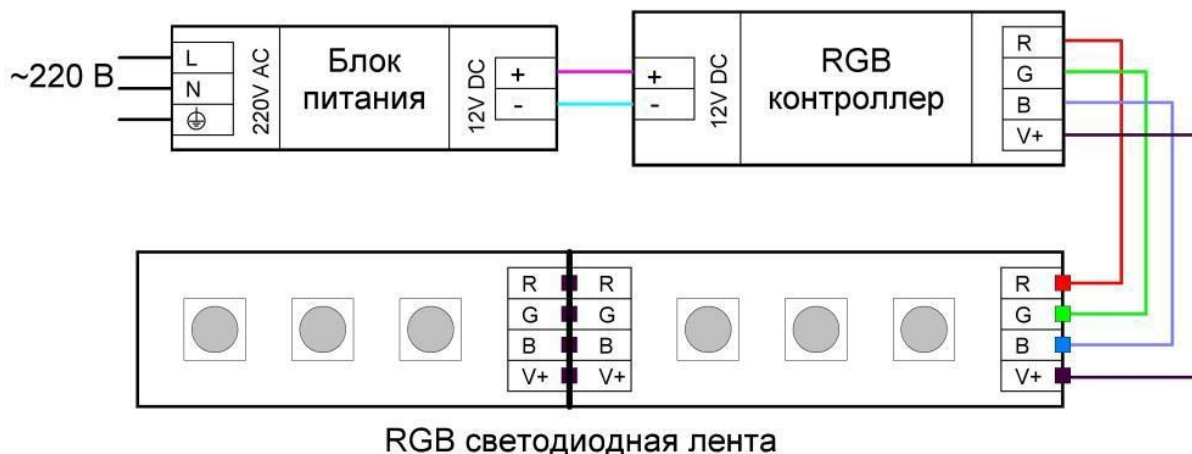 ~220 В
L
N
220V AC
Блок
питания
12V DC
+
-
+
-
12V DC
RGB
контроллер
R
G
B
V+
R
G
B
V+
R
G
B
V+
R
G
B
V+
RGB светодиодная лента